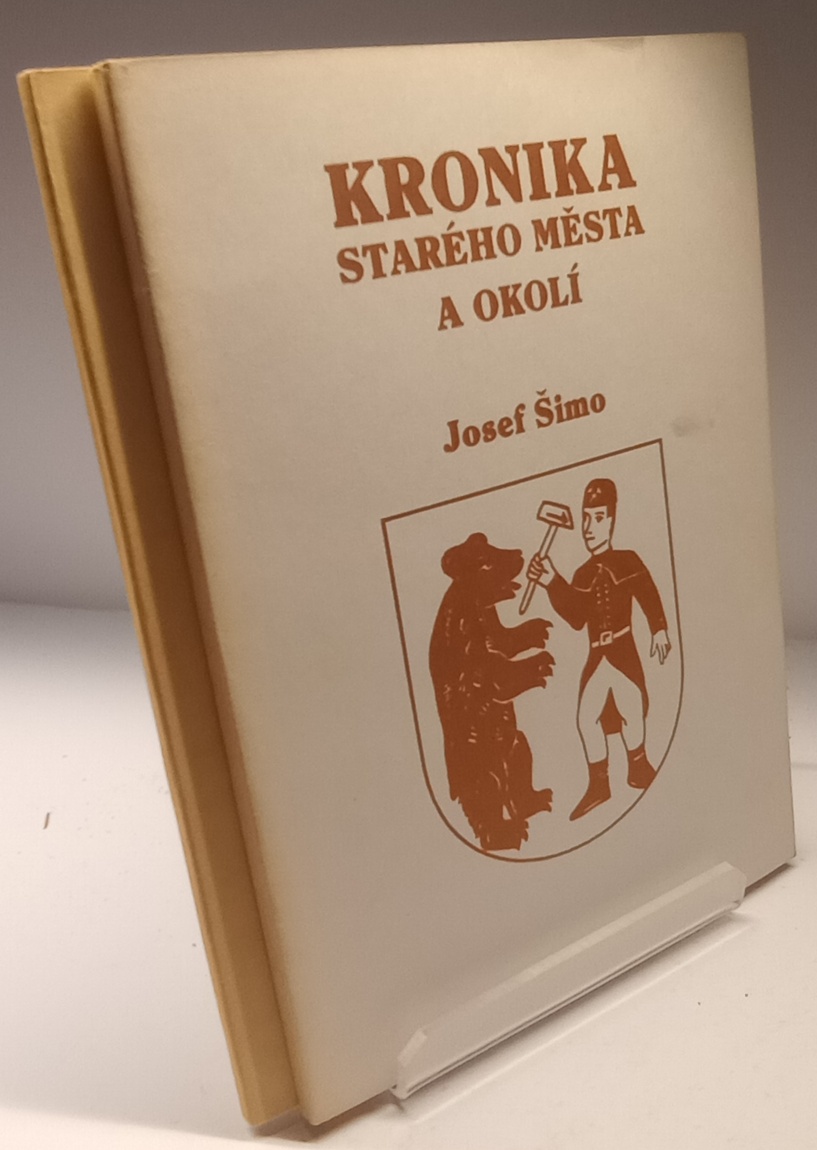 KRONIKA
STARÉHO MĚSTA
A OKOLÍ
Josef Šimo